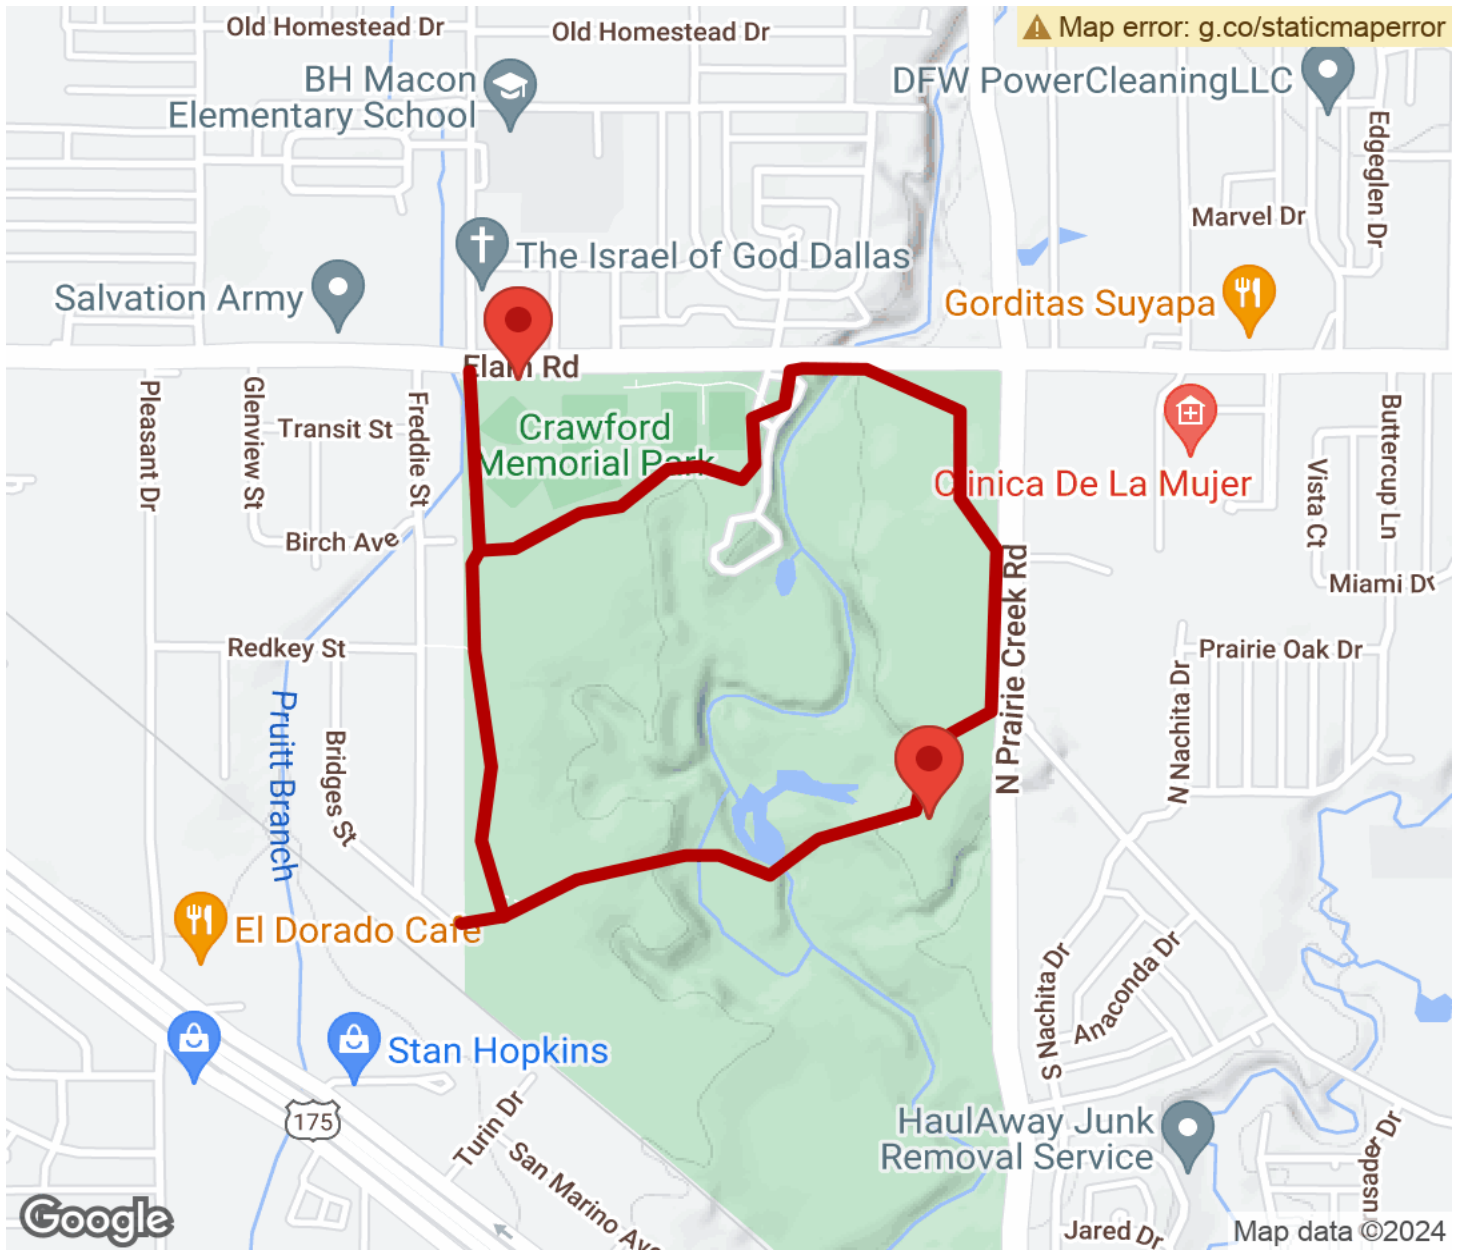 Old Homestead Dr
Old Homestead Dr
Map error: g.co/staticmaperror
BH Macon
Elementary School
DFW PowerCleaningLLC
Edgeglen Dr
Marvel Dr
The Israel of God Dallas
Salvation Army
Gorditas Suyapa
Elam Rd
Pleasant Dr
Glenview St
Transit St
Freddie St
Crawford
Memorial Park
Clinica De La Mujer
Buttercup Ln
Vista Ct
Birch Ave
Miami Dr
N Prairie Creek Rd
Redkey St
Prairie Oak Dr
N Nachita Dr
Pruitt Branch
Bridges St
El Dorado Cafe
S Nachita Dr
Anaconda Dr
Stan Hopkins
175
Turin Dr
San Marino Ave
HaulAway Junk
Removal Service
usader Dr
Jared Dr
Google
Map data ©2024